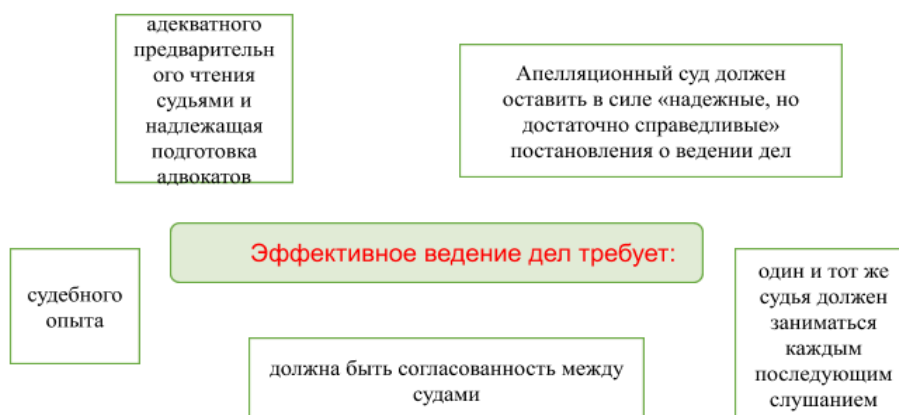 адекватного
предварительн
ого чтения
судьями и
надлежащая
подготовка
адвокатов
Апелляционный суд должен
оставить в силе «надежные, но
достаточно справедливые»
постановления о ведении дел
Эффективное ведение дел требует:
судебного
опыта
должна быть согласованность между
судами
один и тот же
судья должен
заниматься
каждым
последующим
слушанием